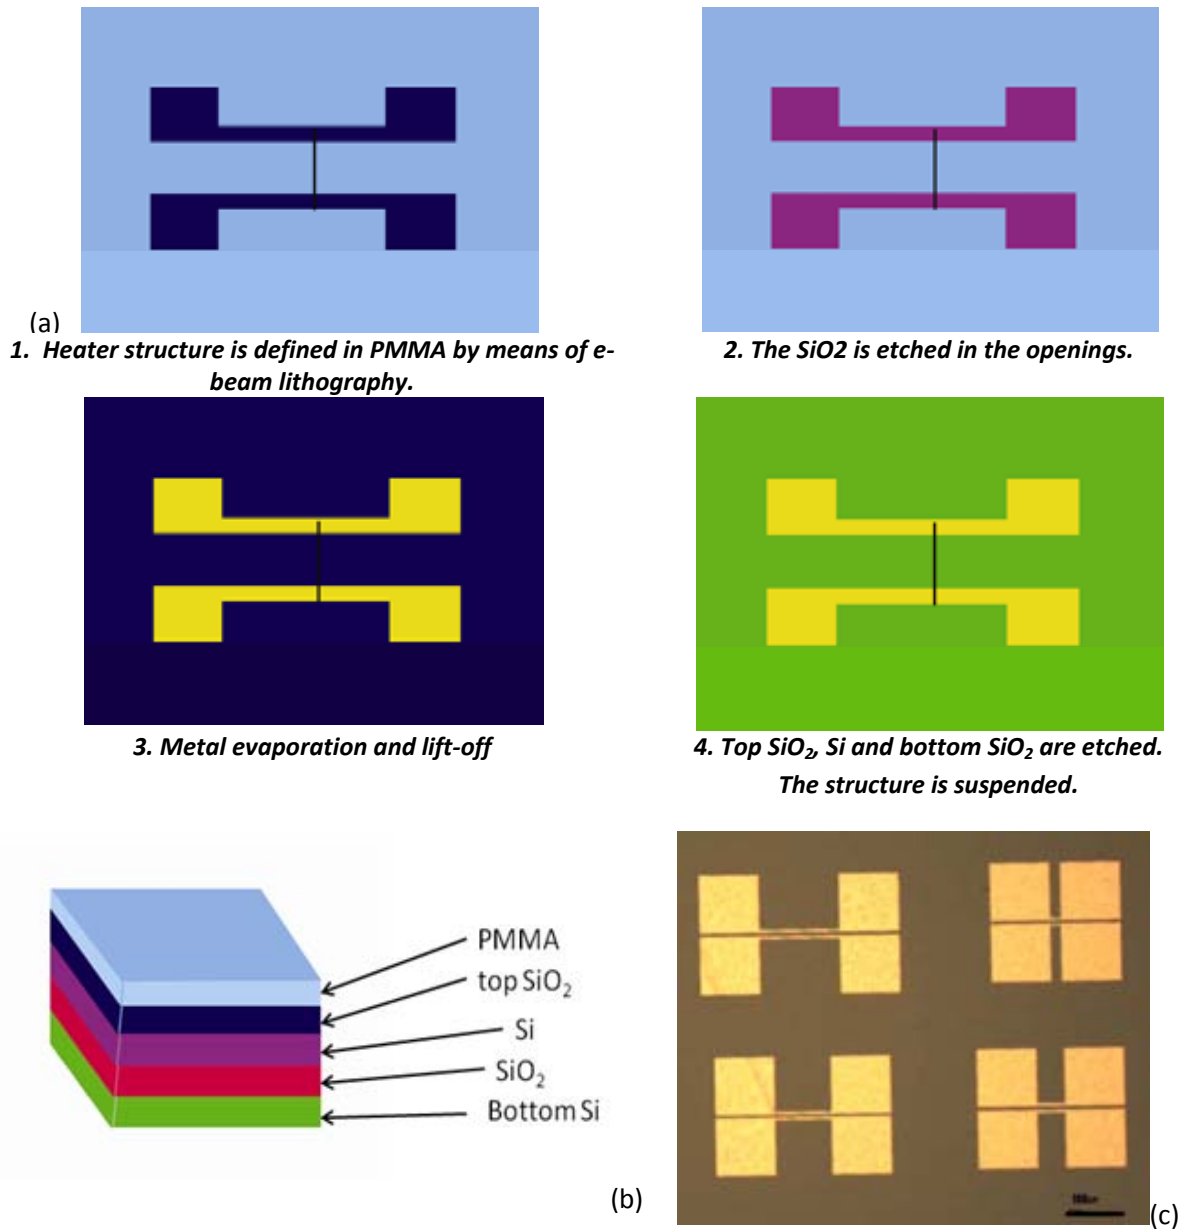 (a)
1. Heater structure is defined in PMMA by means of e-
beam lithography.
2. The SiO2 is etched in the openings.
3. Metal evaporation and lift-off
4. Top SiO₂, Si and bottom SiO₂ are etched.
The structure is suspended.
PMMA
top SiO₂
Si
SiO₂
Bottom Si
(b)
(c)